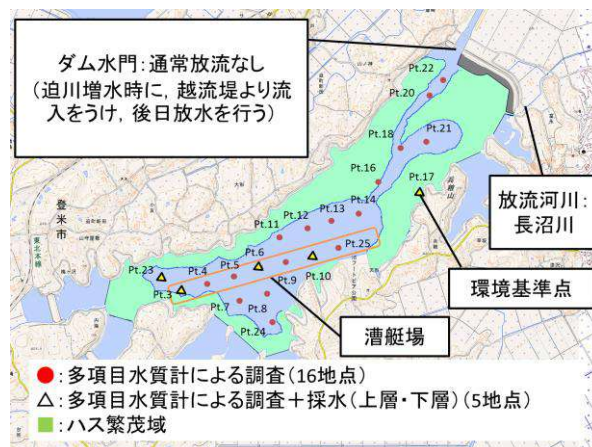 ダム水門:通常放流なし
(迫川増水時に,越流堤より流
入をうけ,後日放水を行う)
Pt.22
Pt.20
Pt.18
Pt.21
Pt.16
Pt.17
放流河川:
長沼川
Pt.14
Pt.13
Pt.12
Pt.11
登米市
東北本線
Pt.25
Pt.6
Pt.5
Pt.10
Pt.9
Pt.23
Pt.4
Pt.3
Pt.7
Pt.8
Pt.24
環境基準点
漕艇場
:多項目水質計による調査(16地点)
:多項目水質計による調査+採水(上層・下層)(5地点)
:ハス繁茂域